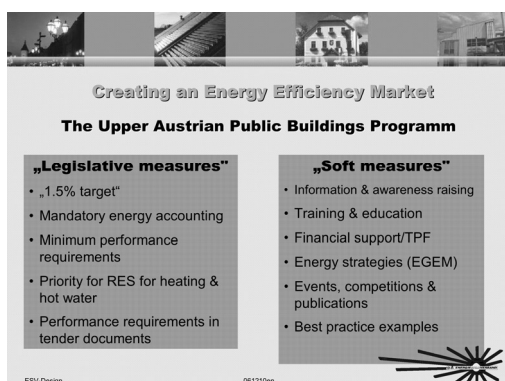 Creating an Energy Efficiency Market
The Upper Austrian Public Buildings Programm
„Legislative measures"
• „1.5% target“
• Mandatory energy accounting
• Minimum performance
requirements
• Priority for RES for heating &
hot water
• Performance requirements in
tender documents
„Soft measures"
• Information & awareness raising
• Training & education
• Financial support/TPF
• Energy strategies (EGEM)
• Events, competitions &
publications
• Best practice examples